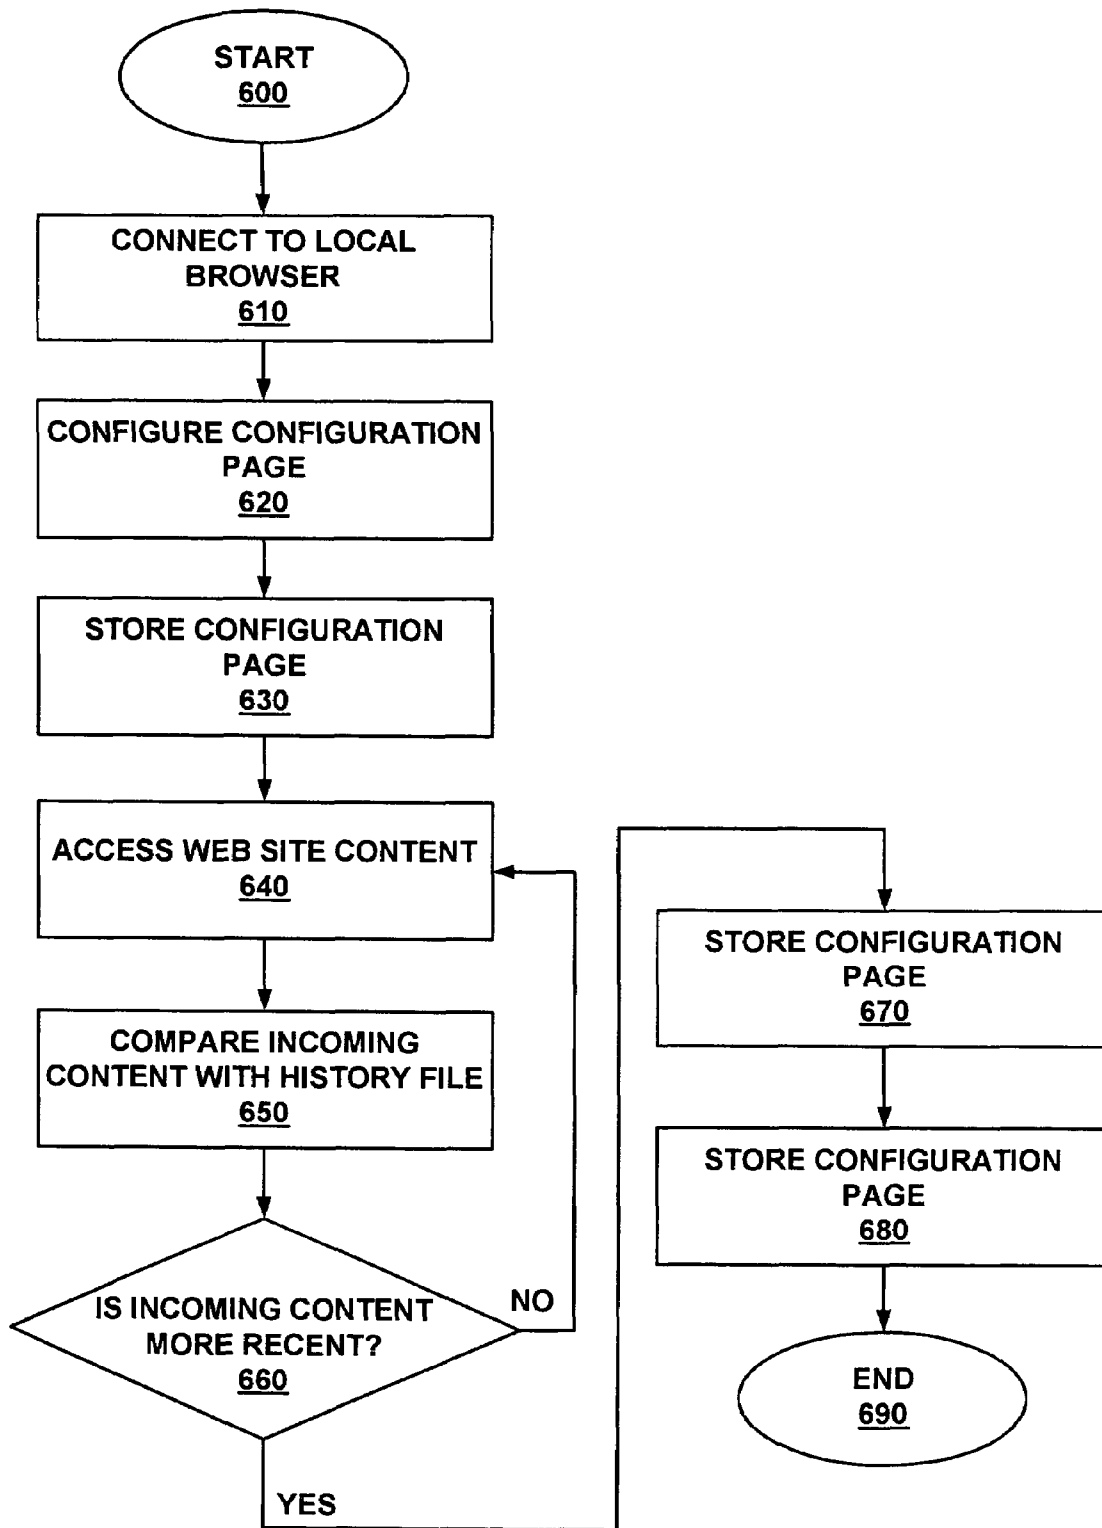 START
600
CONNECT TO LOCAL
BROWSER
610
CONFIGURE CONFIGURATION
PAGE
620
STORE CONFIGURATION
PAGE
630
ACCESS WEB SITE CONTENT
640
COMPARE INCOMING
CONTENT WITH HISTORY FILE
650
IS INCOMING CONTENT
MORE RECENT?
660
NO
YES
STORE CONFIGURATION
PAGE
670
STORE CONFIGURATION
PAGE
680
END
690